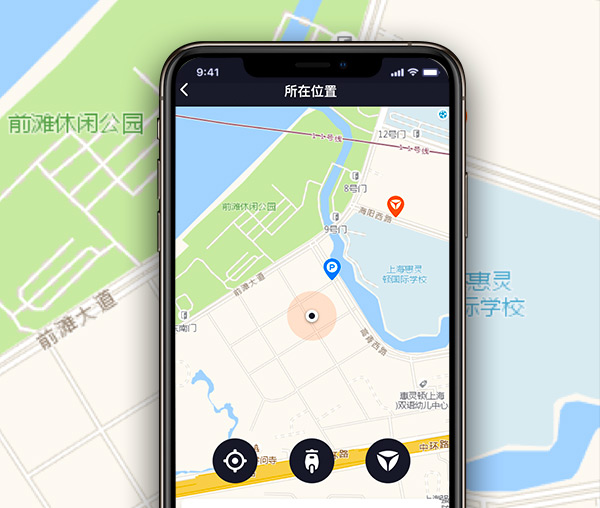 前滩休闲公园
前滩大道
惠灵
际学校
9:41
所在位置
12号门
11号线
8号门
海阳西路
前滩休闲公园
9号门
P
上海惠灵
顿国际学校
前滩大道
东南门
高青西路
惠灵顿(上海
)双语幼儿中心
中环路